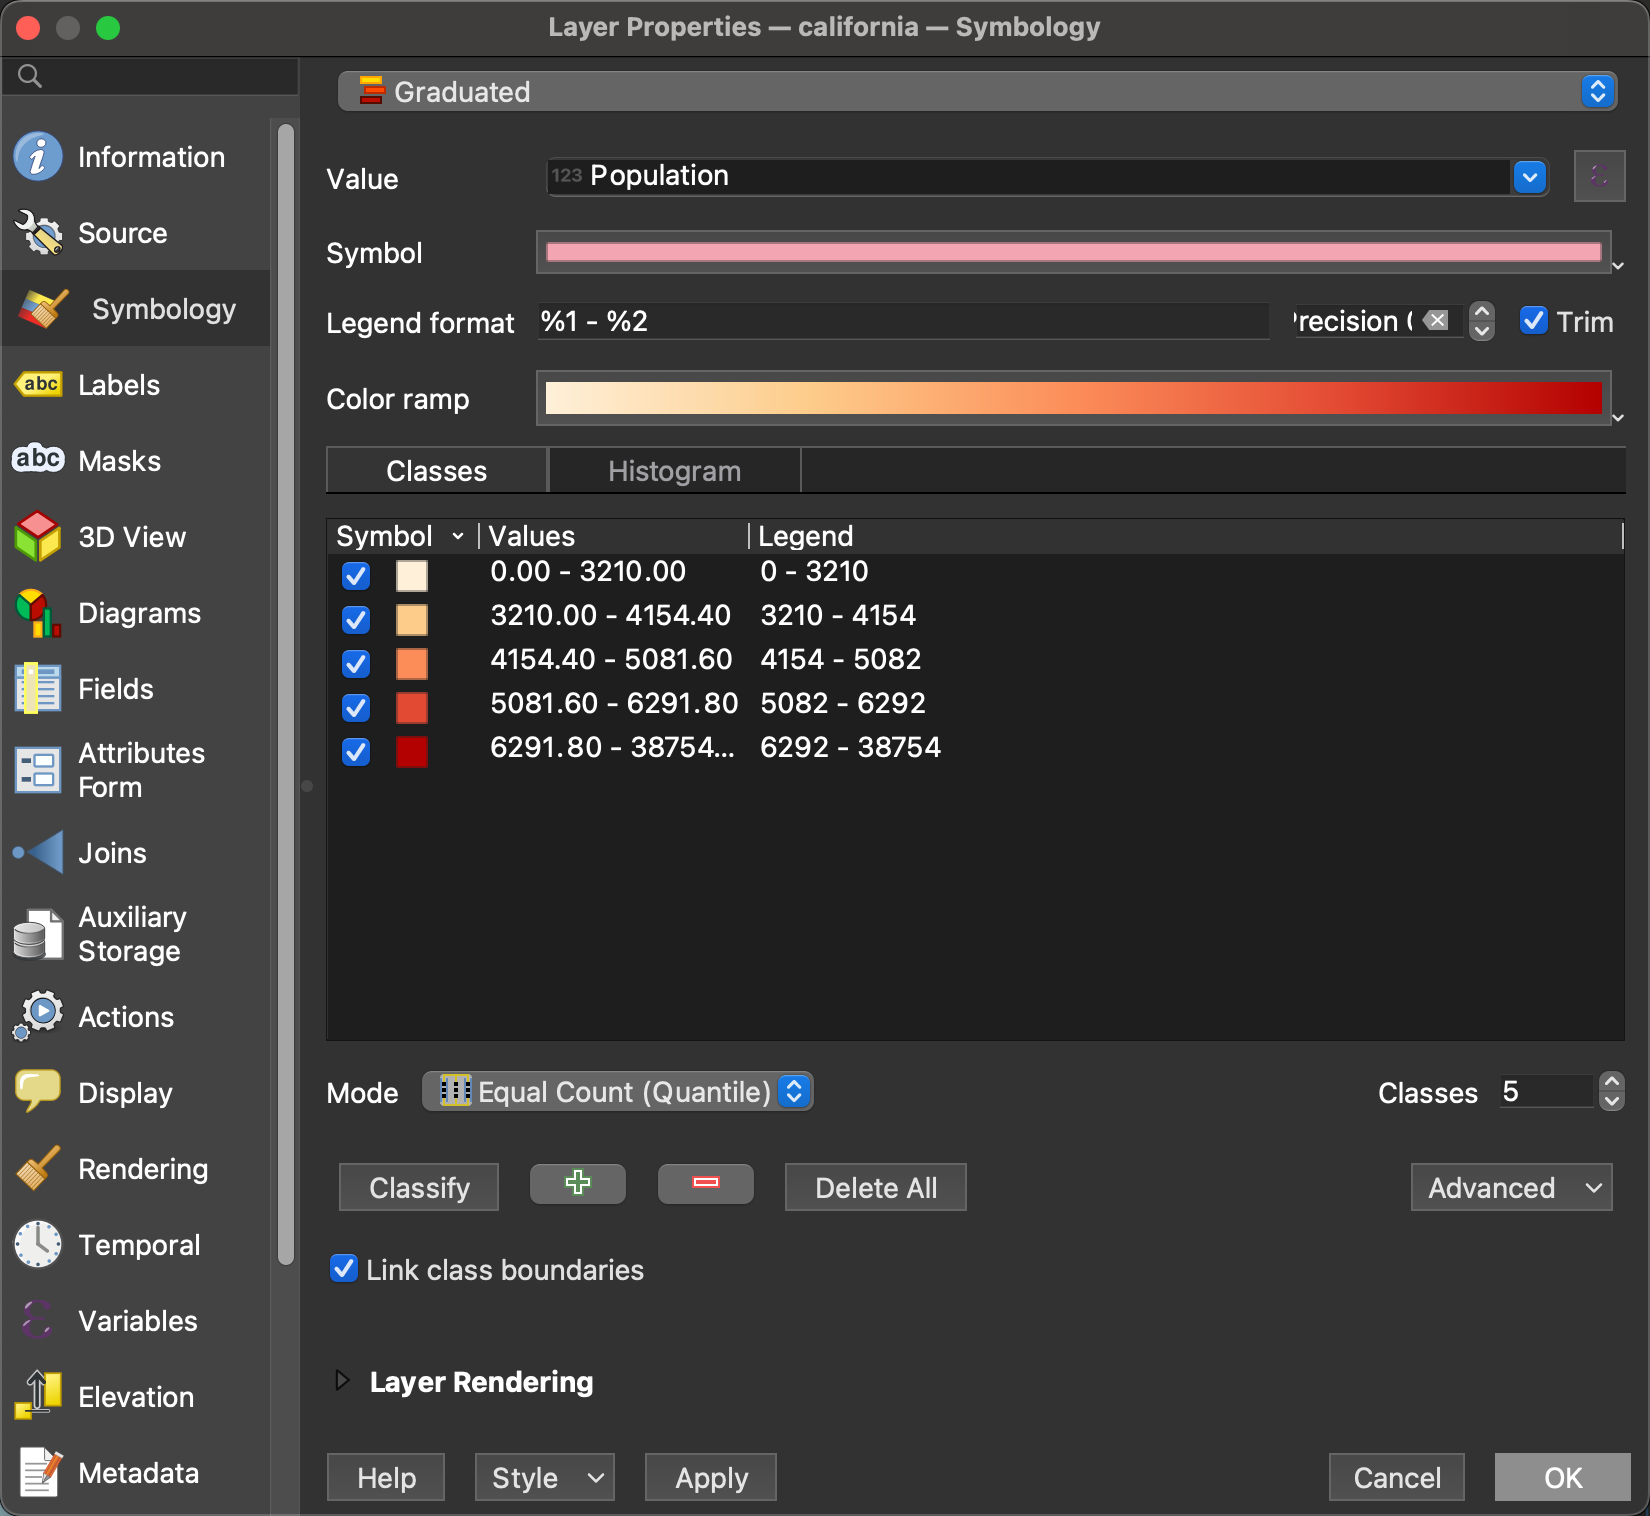 Layer Properties — california — Symbology
Graduated
Information
Value
123 Population
Source
Symbol
Symbology
Legend format
%1 - %2
Precision
Trim
Labels
Color ramp
Masks
Classes
Histogram
3D View
Symbol
Values
Legend
0.00 - 3210.00
0 - 3210
Diagrams
3210.00 - 4154.40
3210 - 4154
4154.40 - 5081.60
4154 - 5082
Fields
5081.60 - 6291.80
5082 - 6292
6291.80 - 38754...
6292 - 38754
Attributes
Form
Joins
Auxiliary
Storage
Actions
Display
Mode
Equal Count (Quantile)
Classes
5
Rendering
Classify
Delete All
Advanced
Temporal
Link class boundaries
Variables
Layer Rendering
Elevation
Metadata
Help
Style
Apply
Cancel
OK
abc
abc